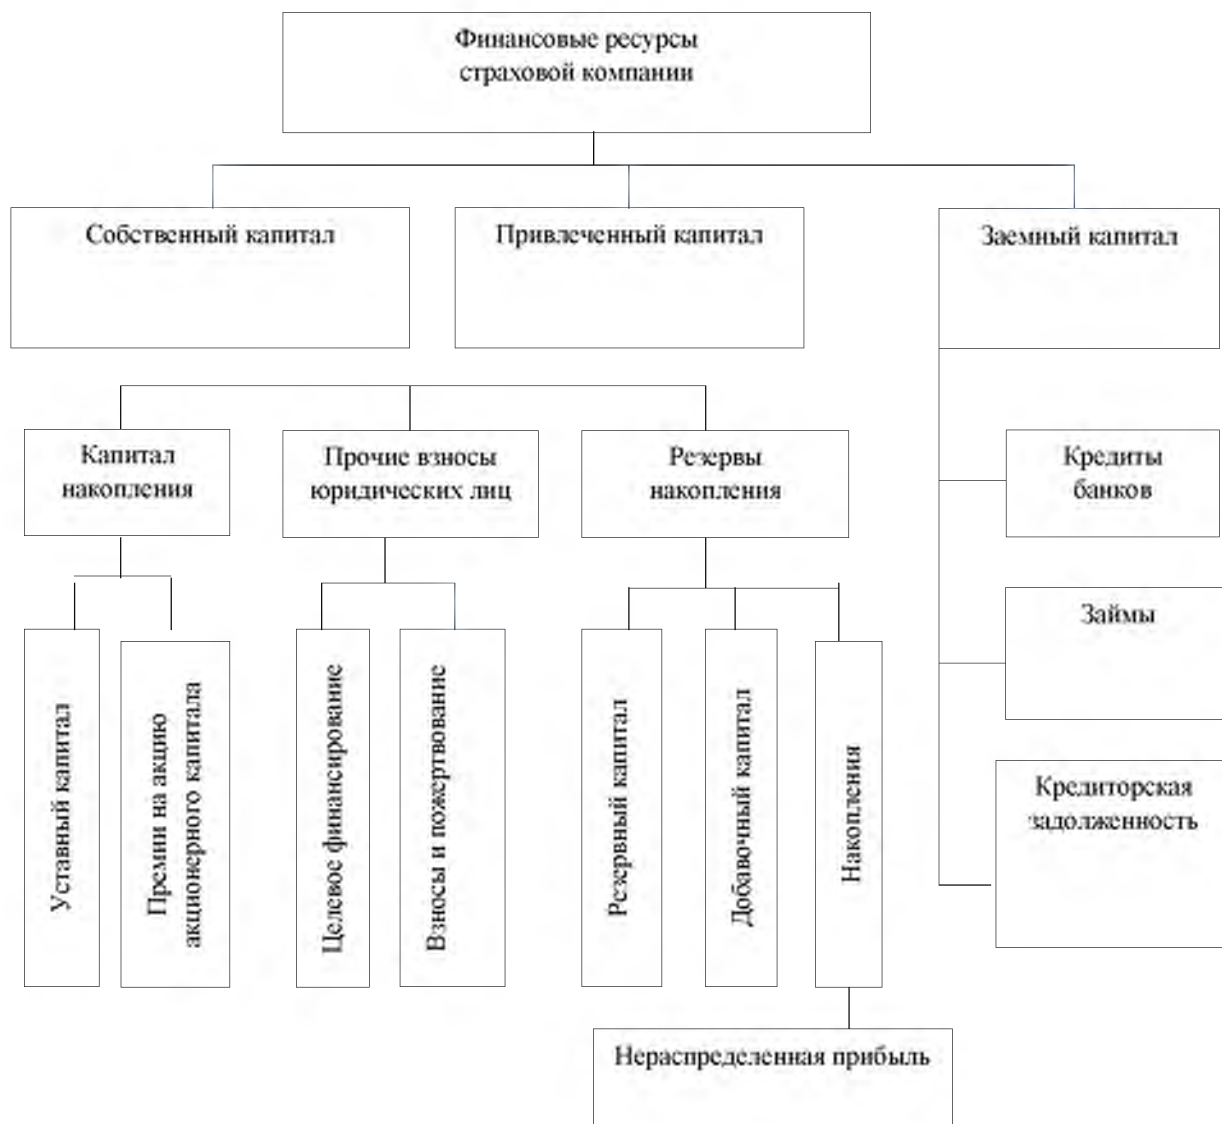 Финансовые ресурсы
страховой компании
Собственный капитал
Привлеченный капитал
Заемный капитал
Капитал
накопления
Прочие взносы
юридических лиц
Резервы
накопления
Кредиты
банков
Займы
Кредиторская
задолженность
Уставный капитал
Премии на акцию
акционерного капитала
Целевое финансирование
Взносы и пожертвование
Резервный капитал
Добавочный капитал
Накопления
Нераспределенная прибыль